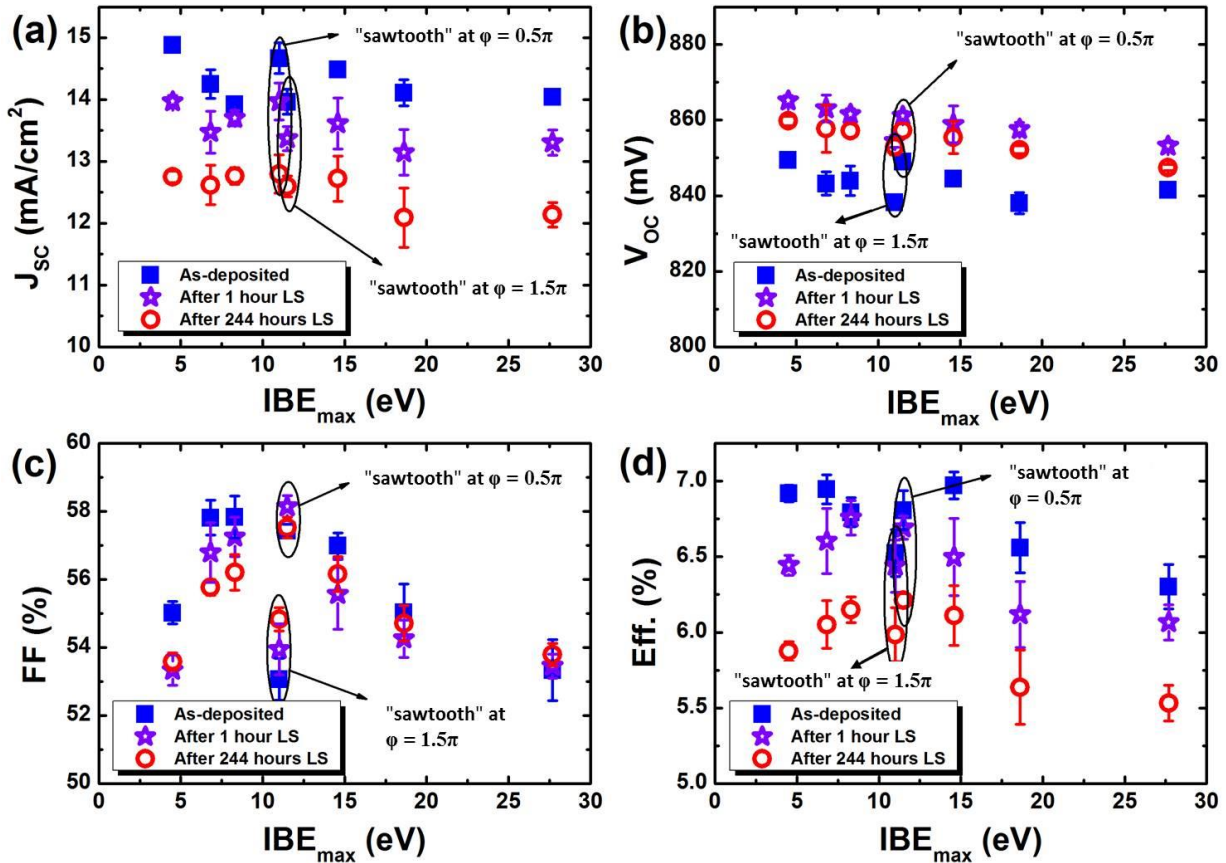 (a)
"sawtooth" at φ = 0.5π
15
14
13
12
11
10
J_SC (mA/cm²)
As-deposited
After 1 hour LS
After 244 hours LS
"sawtooth" at φ = 1.5π
0 5 10 15 20 25 30
IBE_max (eV)
(b)
"sawtooth" at φ = 0.5π
880
860
840
820
800
V_OC (mV)
"sawtooth" at φ = 1.5π
As-deposited
After 1 hour LS
After 244 hours LS
0 5 10 15 20 25 30
IBE_max (eV)
(c)
"sawtooth" at φ = 0.5π
60
59
58
57
56
55
54
53
52
51
50
FF (%)
As-deposited
After 1 hour LS
After 244 hours LS
"sawtooth" at
φ = 1.5π
0 5 10 15 20 25 30
IBE_max (eV)
(d)
"sawtooth" at
φ = 0.5π
7.0
6.5
6.0
5.5
5.0
Eff. (%)
"sawtooth" at φ = 1.5π
As-deposited
After 1 hour LS
After 244 hours LS
0 5 10 15 20 25 30
IBE_max (eV)